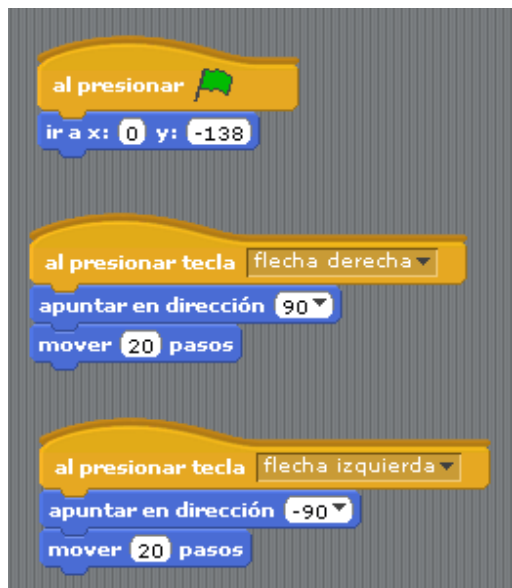 al presionar
ir a x: 0 y: -138
al presionar tecla flecha derecha
apuntar en dirección 90
mover 20 pasos
al presionar tecla flecha izquierda
apuntar en dirección -90
mover 20 pasos